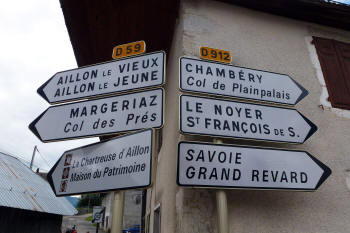 D 59
AILLON LE VIEUX
AILLON LE JEUNE
MARGERIAZ
Col des Prés
La Chartreuse d'Aillon
Maison du Patrimoine
D 912
CHAMBÉRY
Col de Plainpalais
LE NOYER
ST FRANÇOIS DE S.
SAVOIE
GRAND REVARD